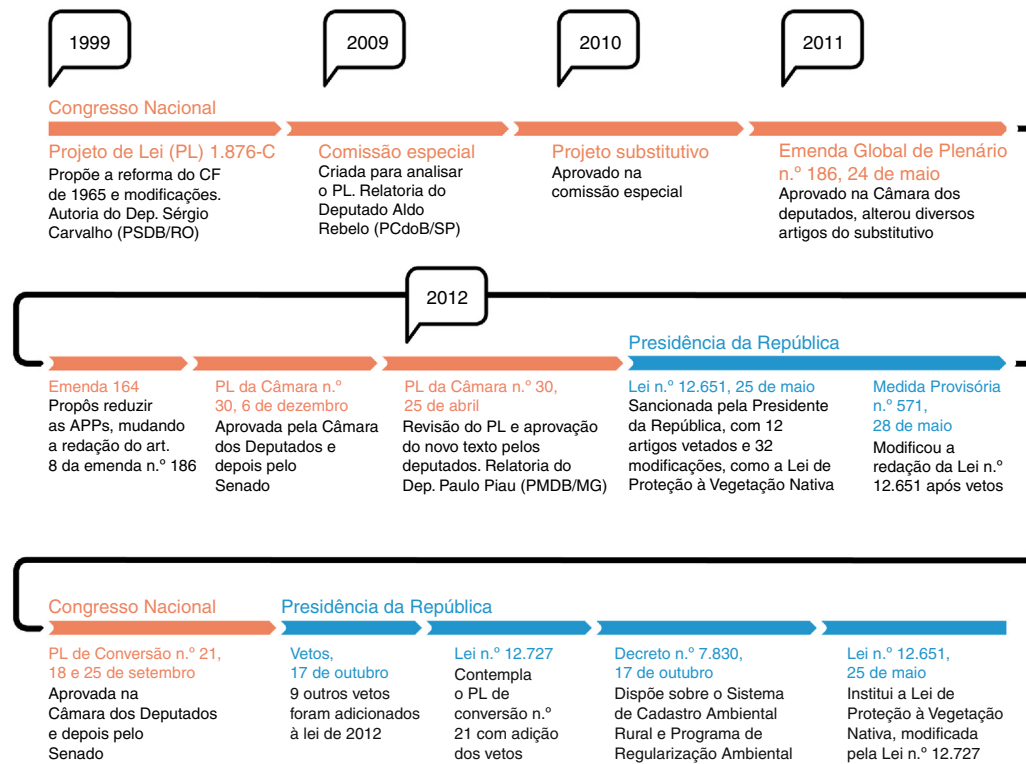 1999
2009
2010
2011
Congresso Nacional
Projeto de Lei (PL) 1.876-C
Propõe a reforma do CF
de 1965 e modificações.
Autoria do Dep. Sérgio
Carvalho (PSDB/RO)
Comissão especial
Criada para analisar
o PL. Relatoria do
Deputado Aldo
Rebelo (PCdoB/SP)
Projeto substitutivo
Aprovado na
comissão especial
Emenda Global de Plenário
n.º 186, 24 de maio
Aprovado na Câmara dos
deputados, alterou diversos
artigos do substitutivo
2012
Emenda 164
Propôs reduzir
as APPs, mudando
a redação do art.
8 da emenda n.º 186
PL da Câmara n.º
30, 6 de dezembro
Aprovada pela Câmara
dos Deputados e
depois pelo
Senado
PL da Câmara n.º 30,
25 de abril
Revisão do PL e aprovação
do novo texto pelos
deputados. Relatoria do
Dep. Paulo Piau (PMDB/MG)
Presidência da República
Lei n.º 12.651, 25 de maio
Sancionada pela Presidente
da República, com 12
artigos vetados e 32
modificações, como a Lei de
Proteção à Vegetação Nativa
Medida Provisória
n.º 571,
28 de maio
Modificou a
redação da Lei n.º
12.651 após vetos
Congresso Nacional
PL de Conversão n.º 21,
18 e 25 de setembro
Aprovada na
Câmara dos Deputados
e depois pelo
Senado
Presidência da República
Vetos,
17 de outubro
9 outros vetos
foram adicionados
à lei de 2012
Lei n.º 12.727
Contempla
o PL de
conversão n.º
21 com adição
dos vetos
Decreto n.º 7.830,
17 de outubro
Dispõe sobre o Sistema
de Cadastro Ambiental
Rural e Programa de
Regularização Ambiental
Lei n.º 12.651,
25 de maio
Institui a Lei de
Proteção à Vegetação
Nativa, modificada
pela Lei n.º 12.727